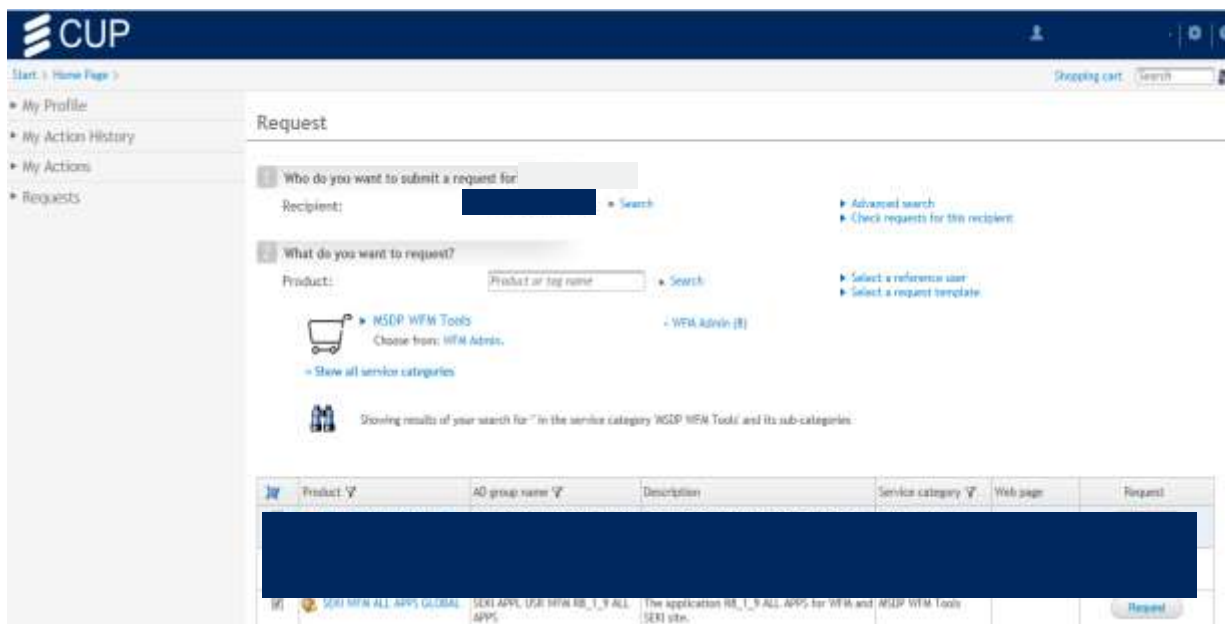 CUP
Start > Home Page >
Shopping cart Search
My Profile
My Action History
My Actions
Requests
Request
1 Who do you want to submit a request for
Recipient: Search Advanced search
Check requests for this recipient
2 What do you want to request?
Product: Product or tag name Search Select a reference user
Select a request template
MSDP WFM Tools - WFM Admin (8)
Choose from: WFM Admin.
Show all service categories
Showing results of your search for '' in the service category 'MSDP WFM Tools' and its sub-categories
Product AD group name Description Service category Web page Request
SEKI WFM ALL APPS GLOBAL SEKI APPL USR WFM R8_1_9 ALL The application R8_1_9 ALL APPS for WFM and MSDP WFM Tools Request
APPS SEKI site.